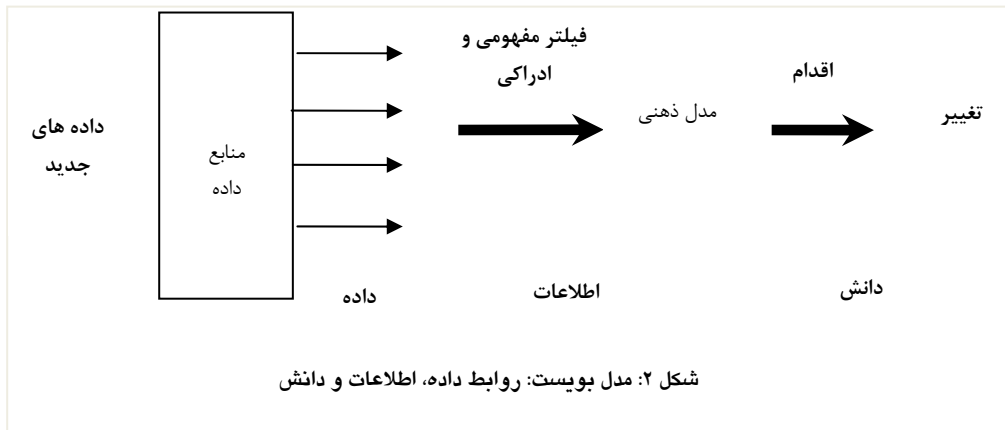 فیلتر مفهومی و
ادراکی
اقدام
داده های
جدید
منابع
داده
مدل ذهنی
تغییر
داده
اطلاعات
دانش
شکل ۲: مدل بویست: روابط داده، اطلاعات و دانش